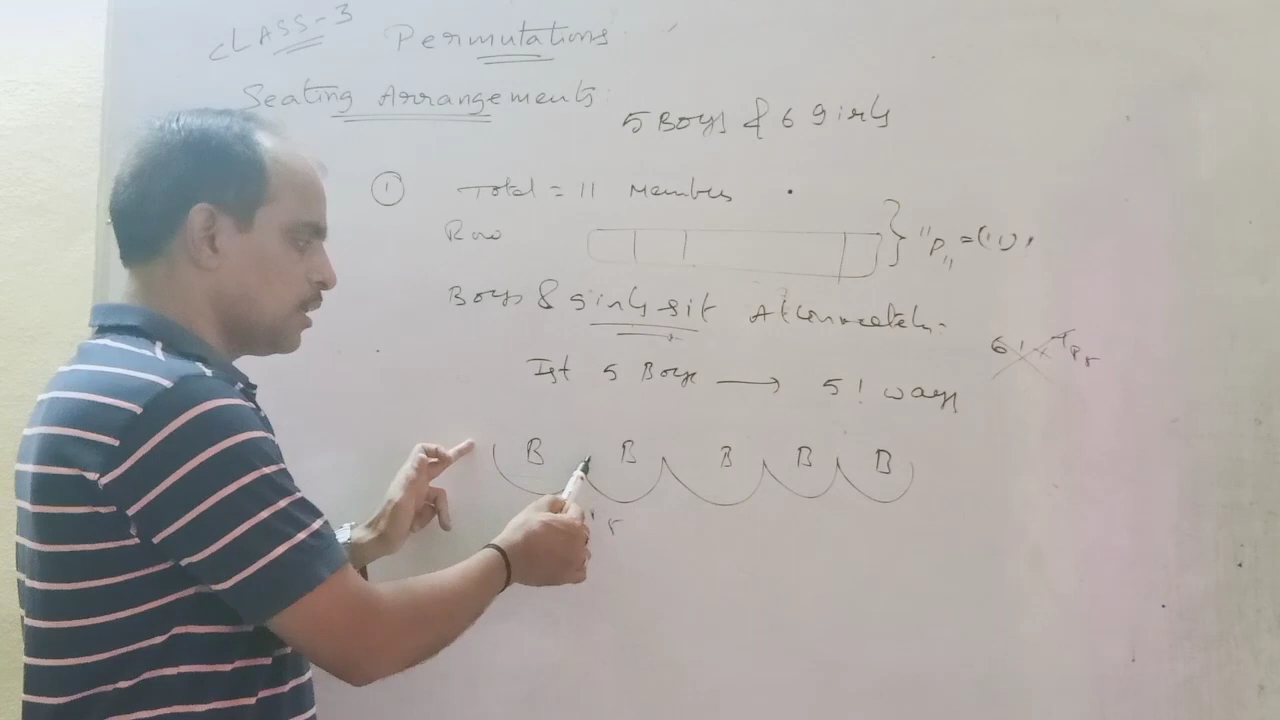 CLASS-3 Permutations
Seating Arrangements:
5 Boys & 6 Girls
① Total = 11 Members
Row } ¹¹P₁₁ = (11)!
Boys & Girls sit Alternately.
Ist 5 Boys → 5! ways
6! × ⁷P₅
B B B B B